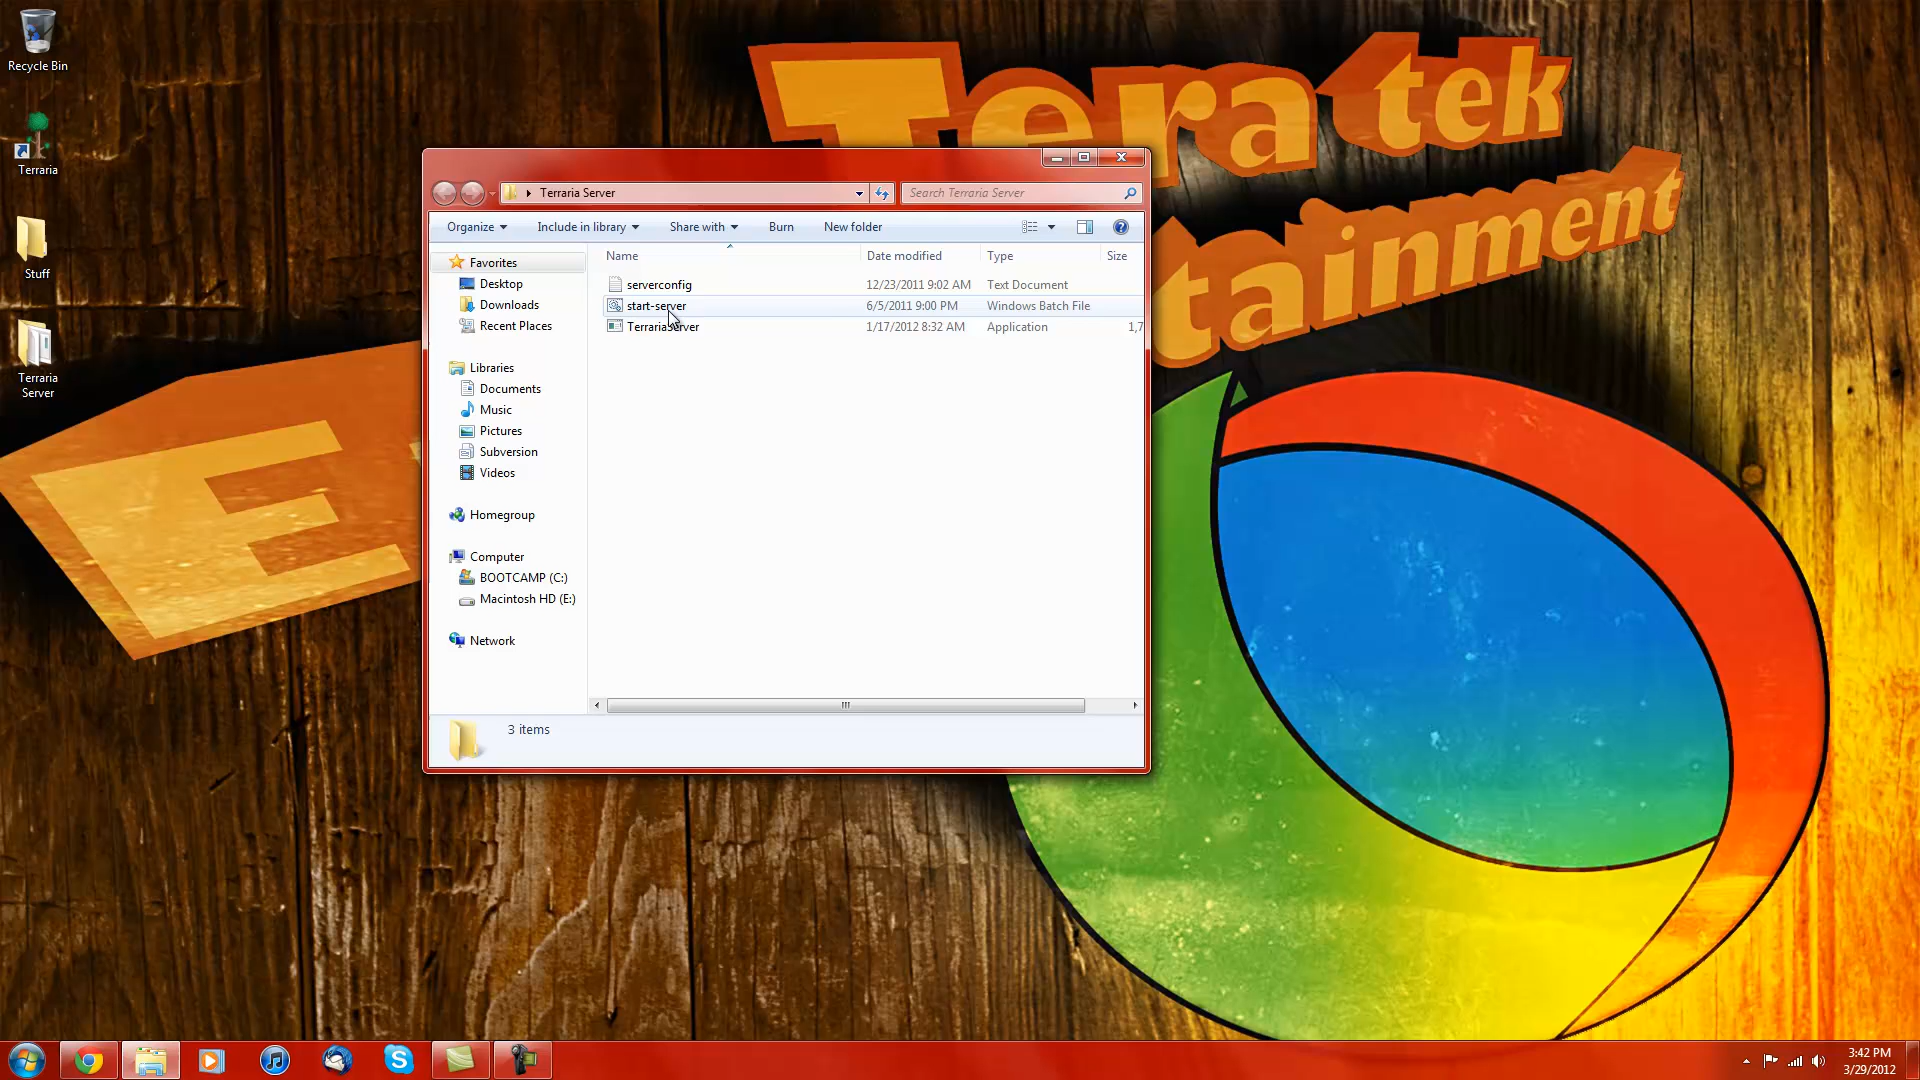 Recycle Bin
Terraria
Stuff
Terraria
Server
Tera tek
E
tainment
Terraria Server
Search Terraria Server
Organize
Include in library
Share with
Burn
New folder
Name
Date modified
Type
Size
serverconfig
12/23/2011 9:02 AM
Text Document
start-server
6/5/2011 9:00 PM
Windows Batch File
TerrariaServer
1/17/2012 8:32 AM
Application
1,7
Favorites
Desktop
Downloads
Recent Places
Libraries
Documents
Music
Pictures
Subversion
Videos
Homegroup
Computer
BOOTCAMP (C:)
Macintosh HD (E:)
Network
3 items
3:42 PM
3/29/2012